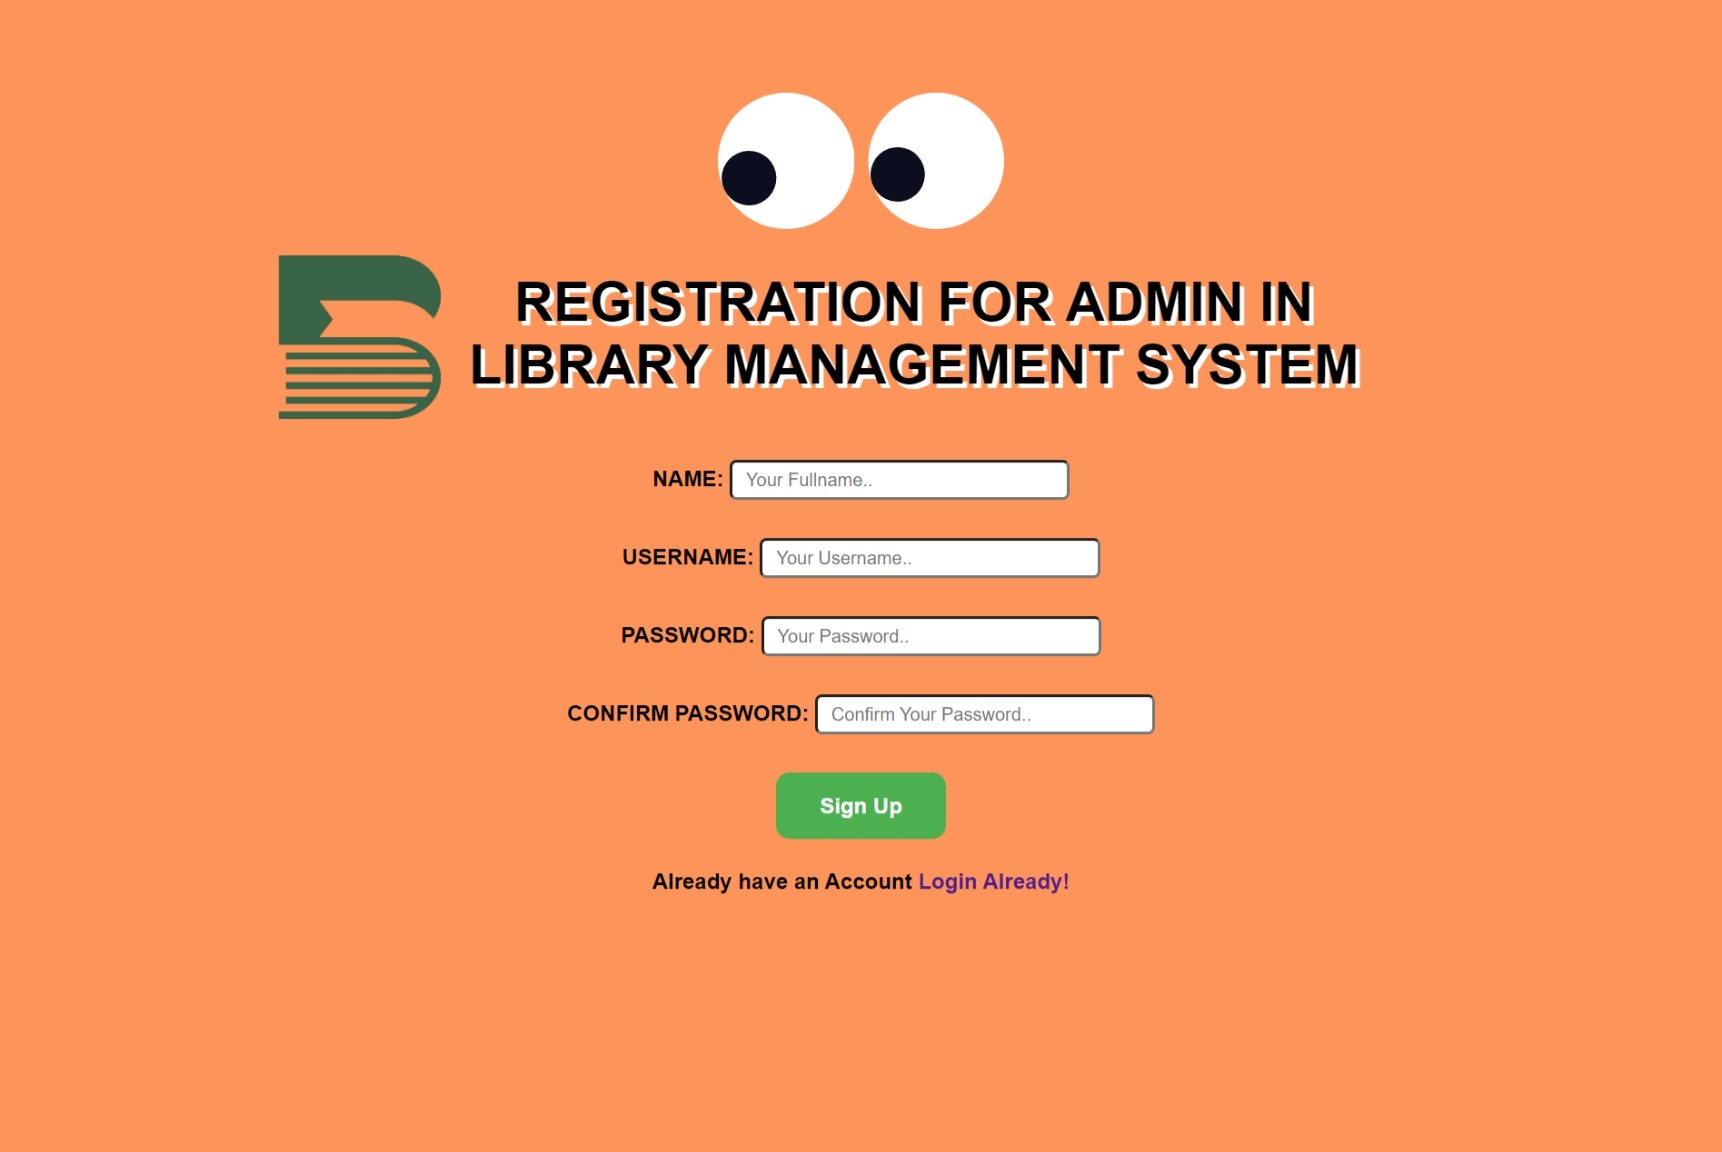 REGISTRATION FOR ADMIN IN
LIBRARY MANAGEMENT SYSTEM
NAME: Your Fullname..
USERNAME: Your Username..
PASSWORD: Your Password..
CONFIRM PASSWORD: Confirm Your Password..
Sign Up
Already have an Account Login Already!